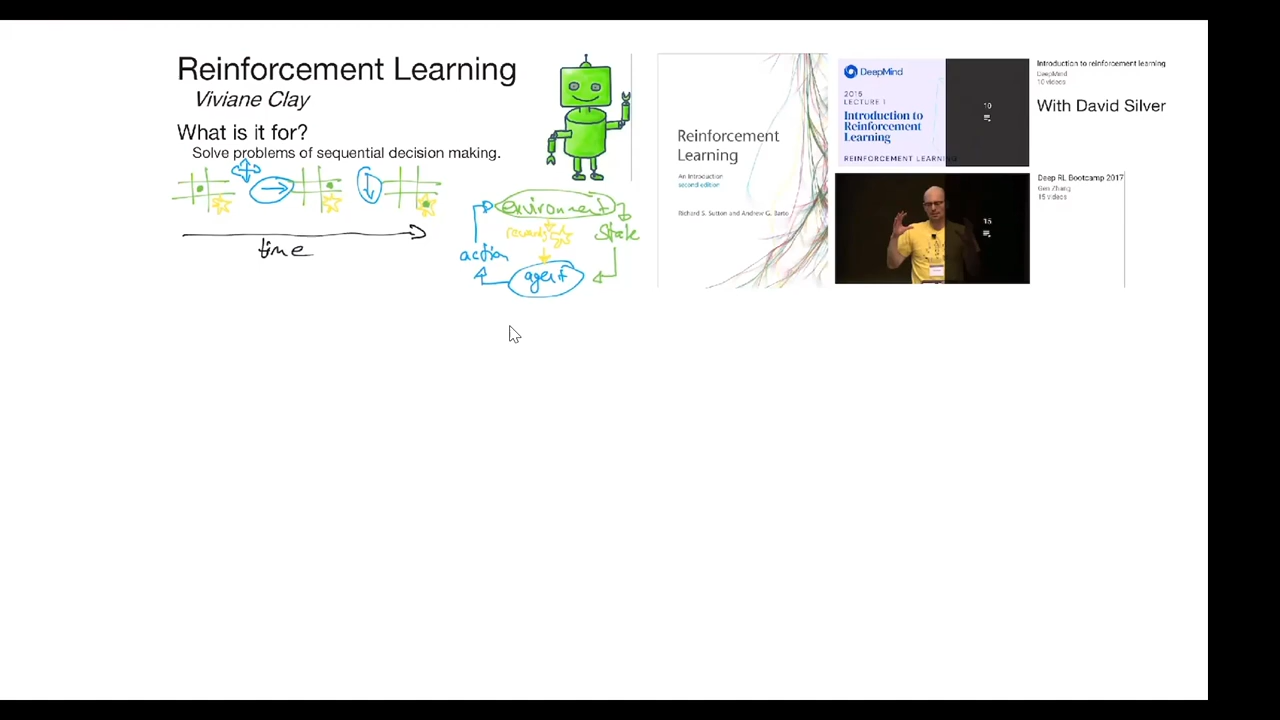 Reinforcement Learning
Viviane Clay
What is it for?
Solve problems of sequential decision making.
time
environment
rewards
state
action
agent
Reinforcement
Learning
An Introduction
second edition
Richard S. Sutton and Andrew G. Barto
DeepMind
2015
LECTURE 1
Introduction to
Reinforcement
Learning
REINFORCEMENT LEARNING
10
Introduction to reinforcement learning
DeepMind
10 videos
With David Silver
15
Deep RL Bootcamp 2017
15 videos